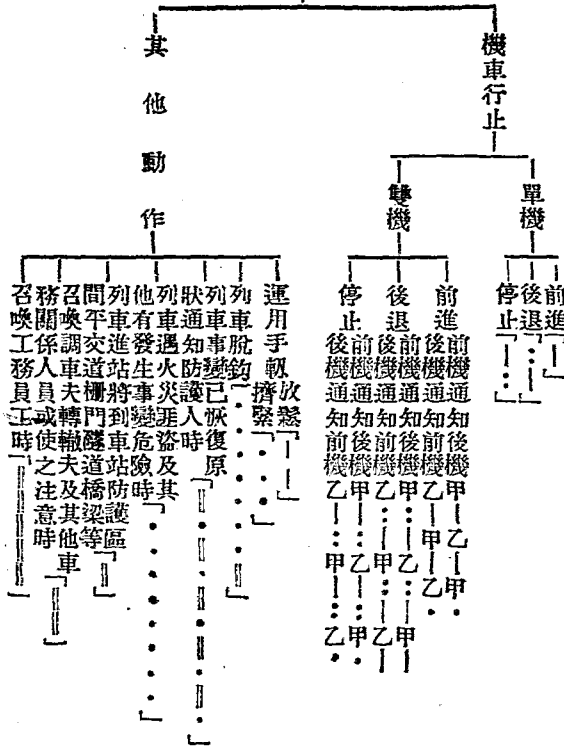 機車行止
單機
前進「—」
後退「··—」
停止「—··」
雙機
前進
前機通知後機甲—乙—甲·
後機通知前機乙—甲—乙·
後退
前機通知後機甲··—乙··—甲—
後機通知前機乙··—甲··—乙—
停止
前機通知後機甲—··乙—··甲·
後機通知前機乙—··甲—··乙·
其他動作
運用手軔
放鬆「——」
擠緊「···」
列車脫鈎
列車事變已恢復原
狀通知防護人時
列車遇火災匪盜及其
他有發生事變危險時
列車進站將到車站防護區
間平交道柵門隧道橋梁等
召喚調車夫轉轍夫及其他車
務關係人員或使之注意時
召喚工務員工時